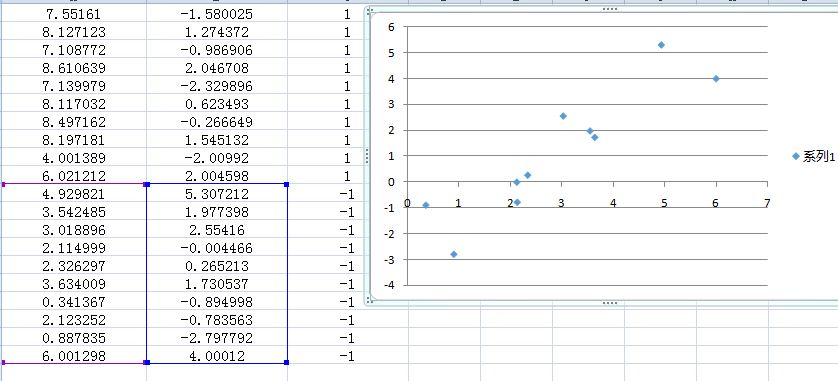 7.55161 -1.580025 1
8.127123 1.274372 1
7.108772 -0.986906 1
8.610639 2.046708 1
7.139979 -2.329896 1
8.117032 0.623493 1
8.497162 -0.266649 1
8.197181 1.545132 1
4.001389 -2.00992 1
6.021212 2.004598 1
4.929821 5.307212 -1
3.542485 1.977398 -1
3.018896 2.55416 -1
2.114999 -0.004466 -1
2.326297 0.265213 -1
3.634009 1.730537 -1
0.341367 -0.894998 -1
2.123252 -0.783563 -1
0.887835 -2.797792 -1
6.001298 4.00012 -1
6
5
4
3
2
1
0
-1
-2
-3
-4
0 1 2 3 4 5 6 7
系列1